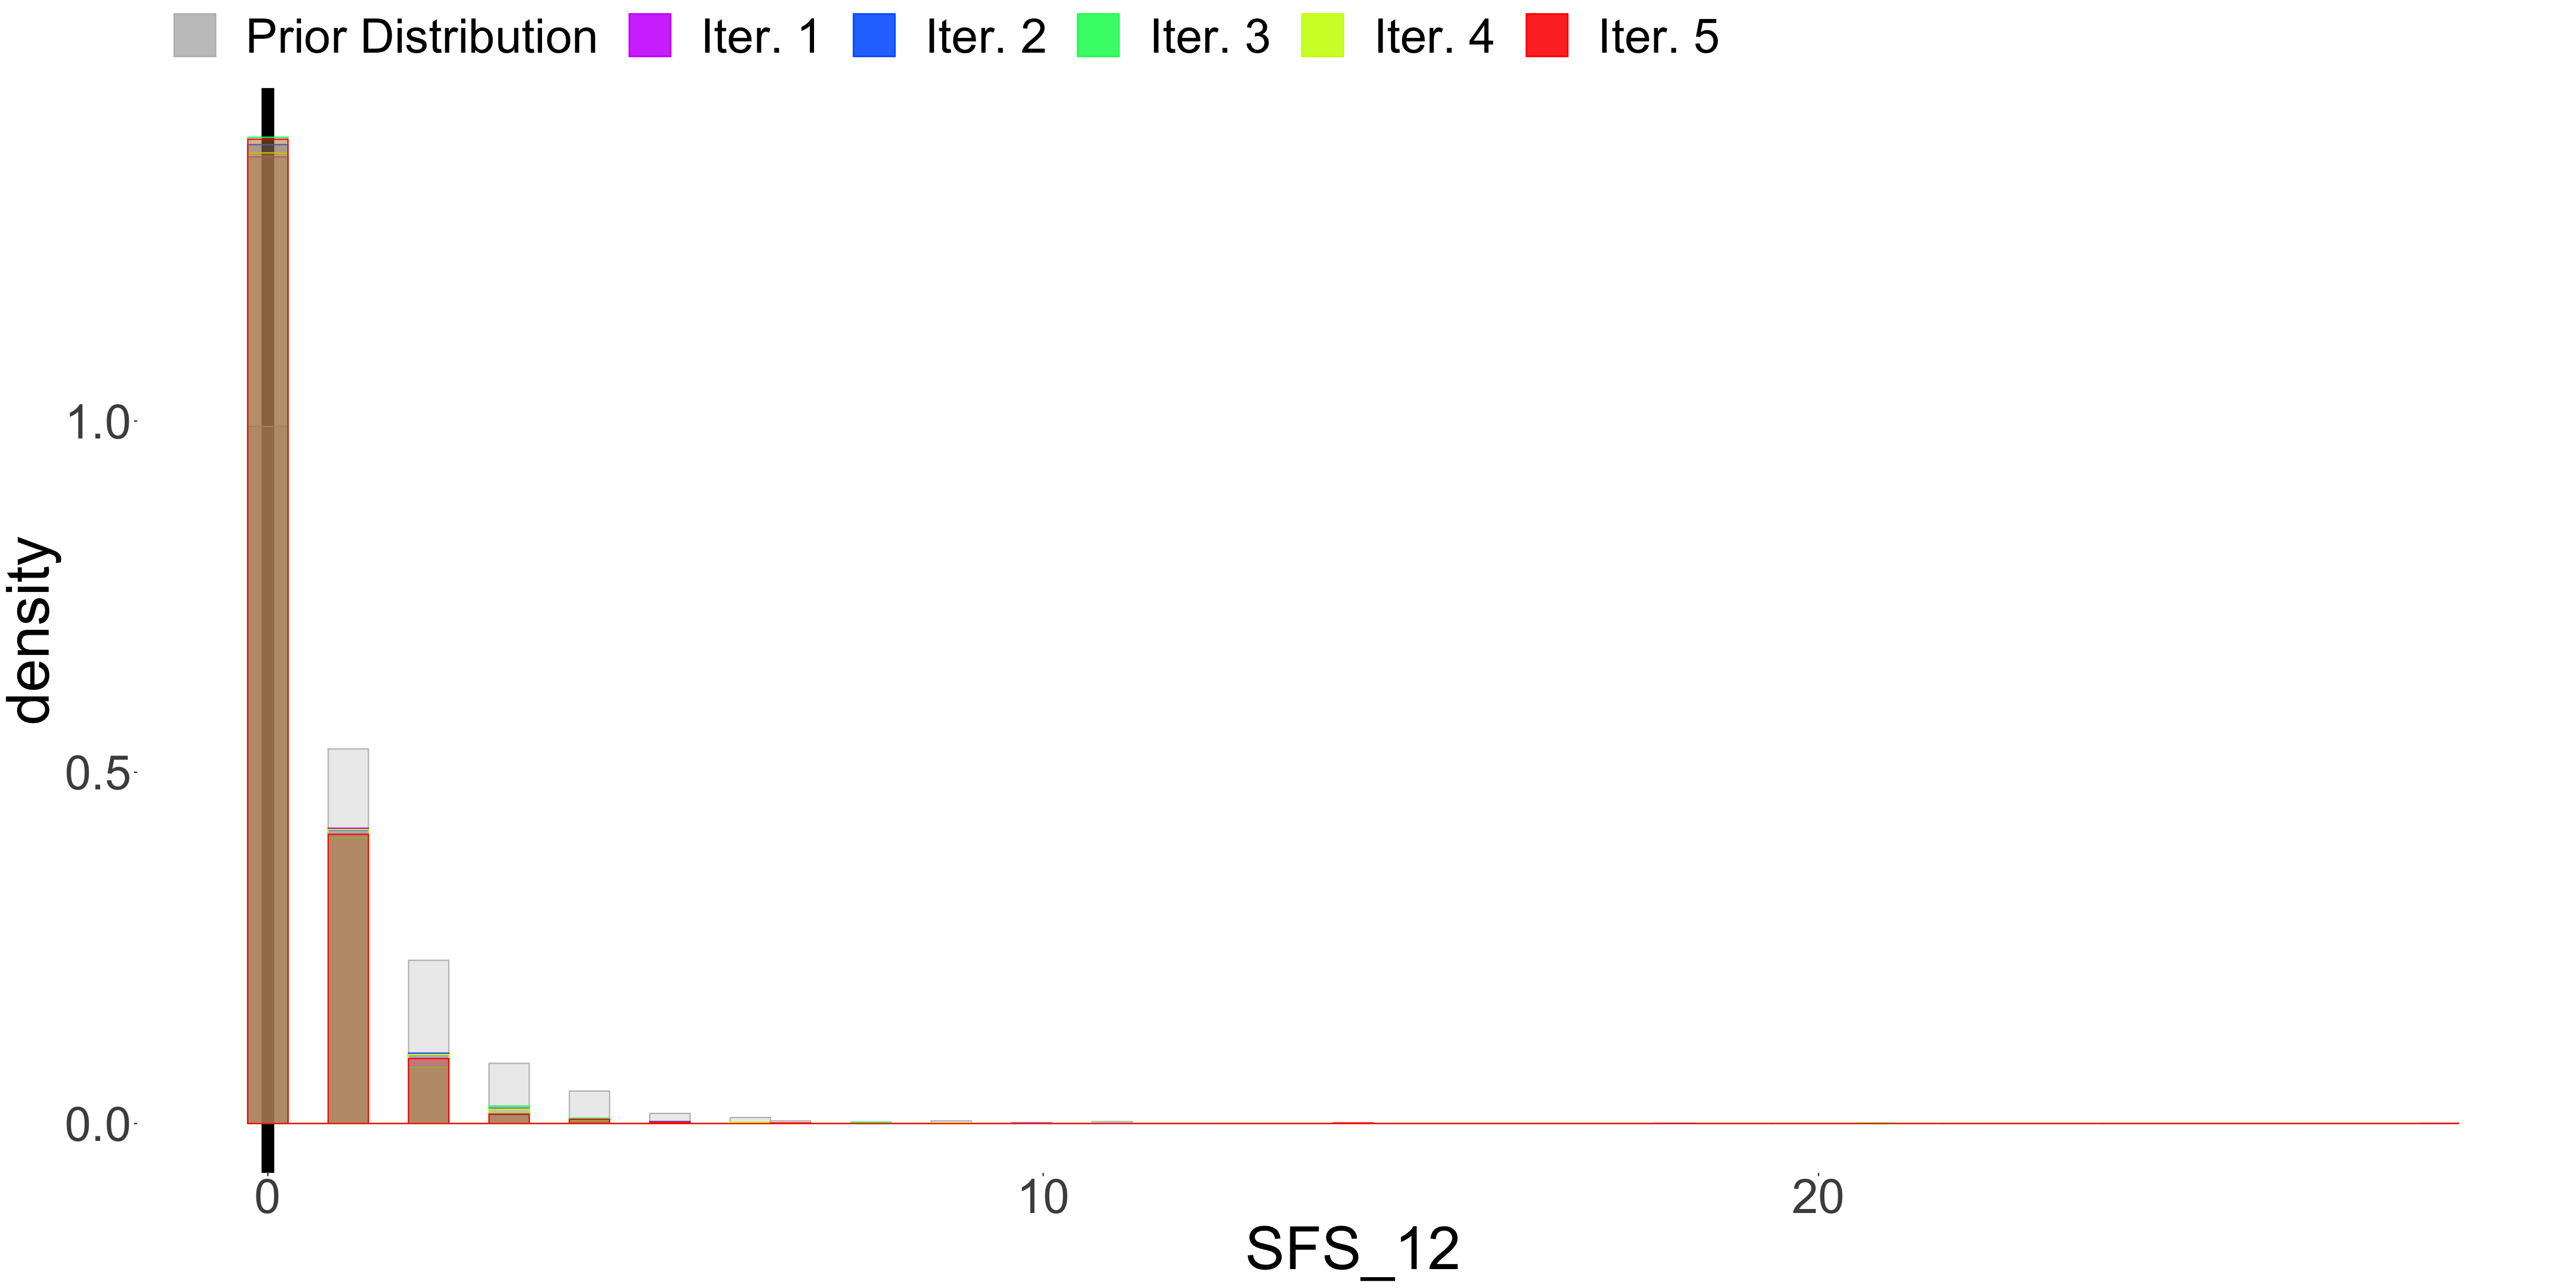 Prior Distribution Iter. 1 Iter. 2 Iter. 3 Iter. 4 Iter. 5
density
1.0
0.5
0.0
0 10 20
SFS_12